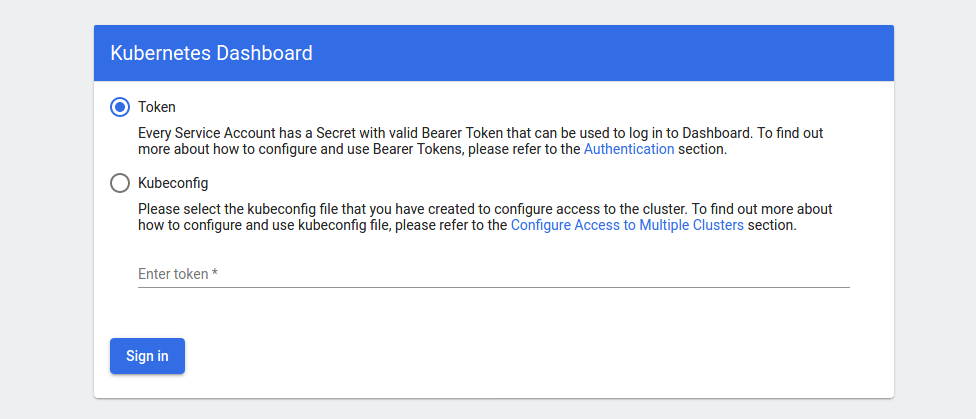 Kubernetes Dashboard
Token
Every Service Account has a Secret with valid Bearer Token that can be used to log in to Dashboard. To find out
more about how to configure and use Bearer Tokens, please refer to the Authentication section.
Kubeconfig
Please select the kubeconfig file that you have created to configure access to the cluster. To find out more about
how to configure and use kubeconfig file, please refer to the Configure Access to Multiple Clusters section.
Enter token *
Sign in